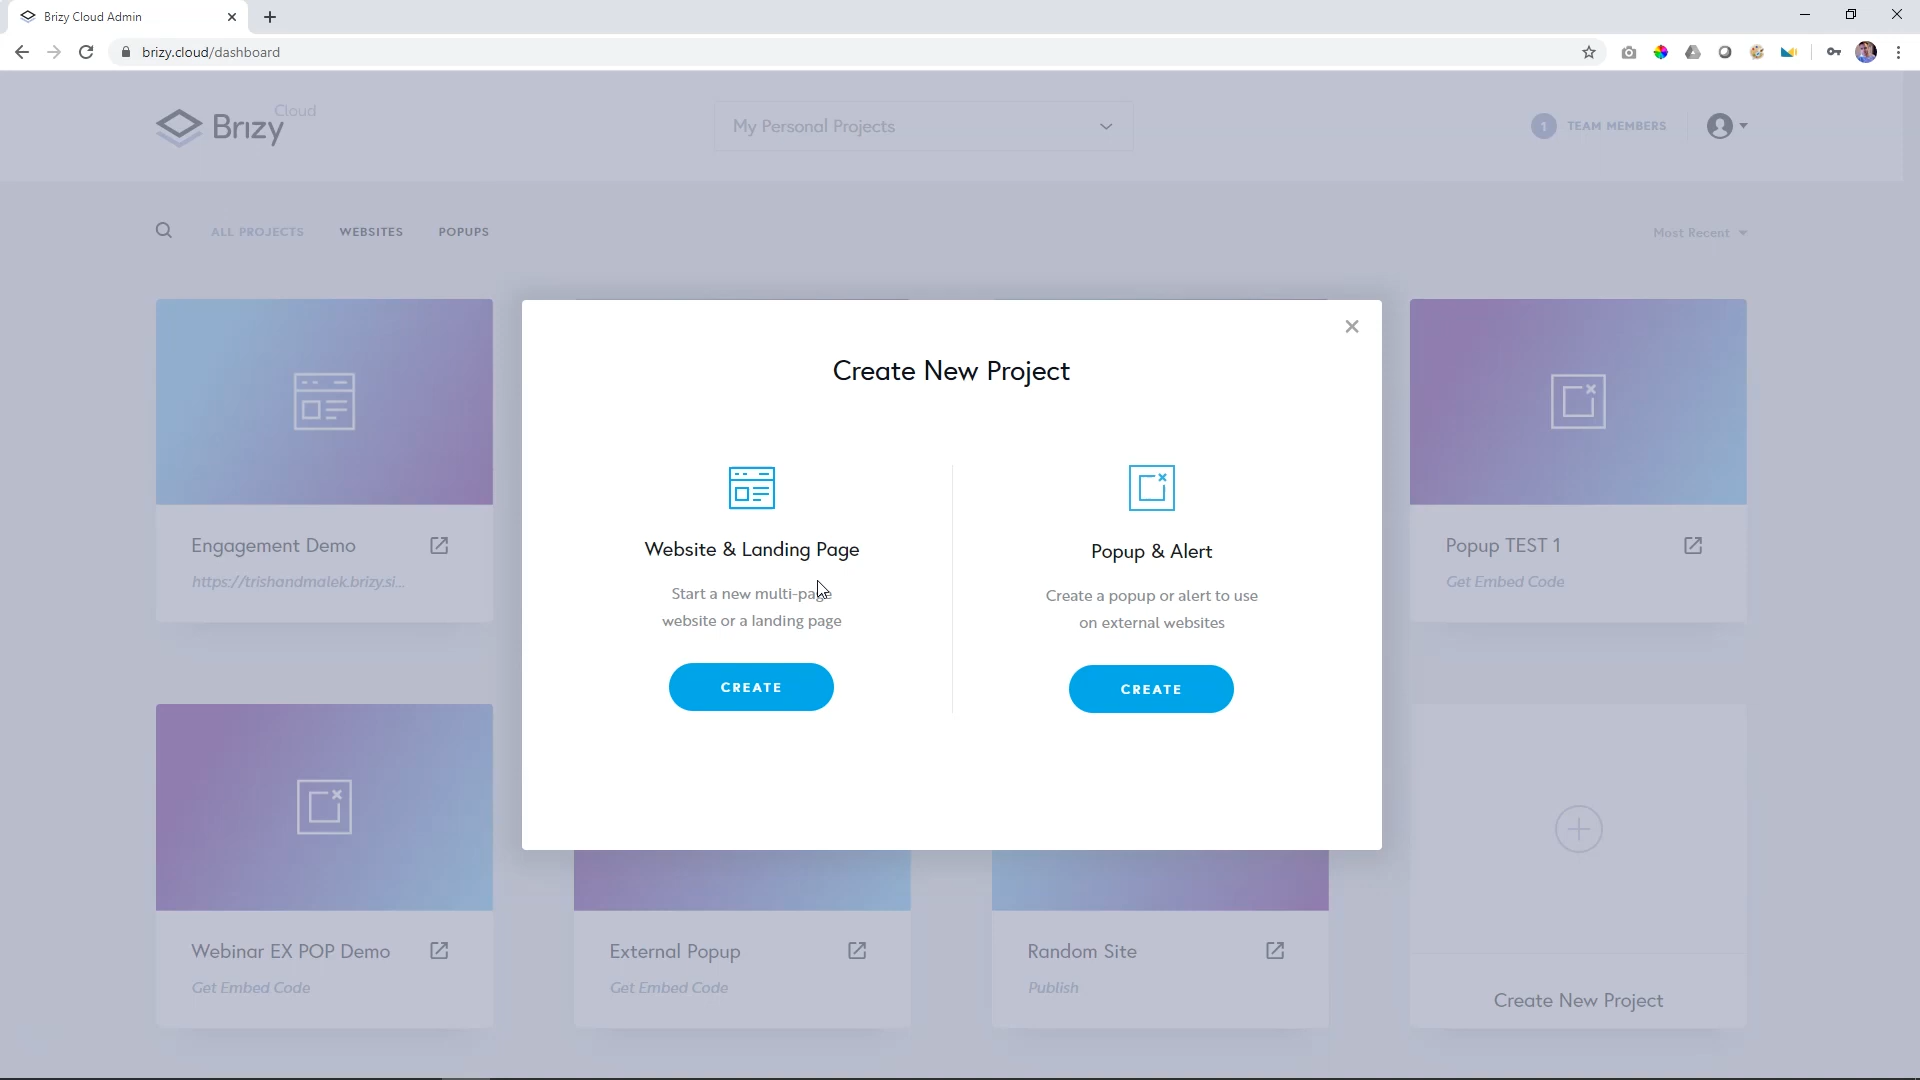 Brizy Cloud Admin
brizy.cloud/dashboard
Brizy Cloud
My Personal Projects
1 TEAM MEMBERS
ALL PROJECTS WEBSITES POPUPS
Most Recent
Create New Project
Website & Landing Page
Start a new multi-page
website or a landing page
CREATE
Popup & Alert
Create a popup or alert to use
on external websites
CREATE
Engagement Demo
https://trishandmalek.brizy.si...
Popup TEST 1
Get Embed Code
Webinar EX POP Demo
Get Embed Code
External Popup
Get Embed Code
Random Site
Publish
Create New Project